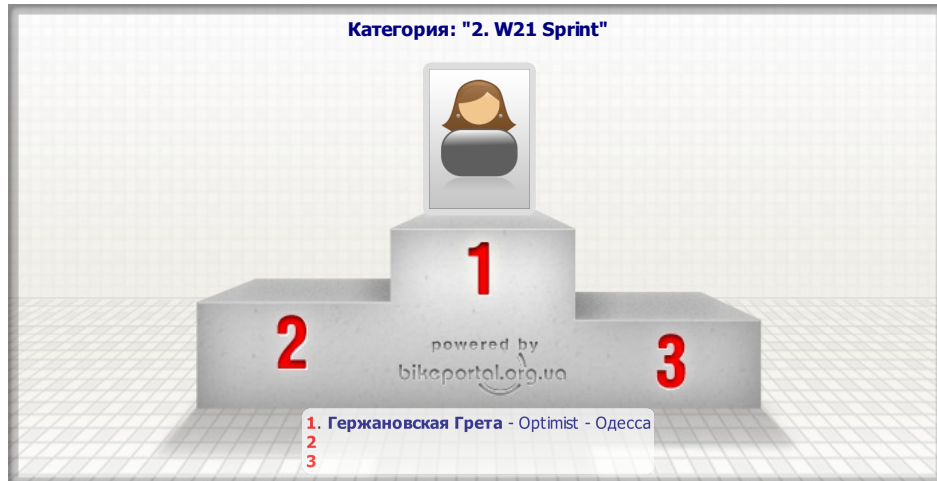 Категория: "2. W21 Sprint"
1
2
3
powered by
bikeportal.org.ua
1. Гержановская Грета - Optimist - Одесса
2
3